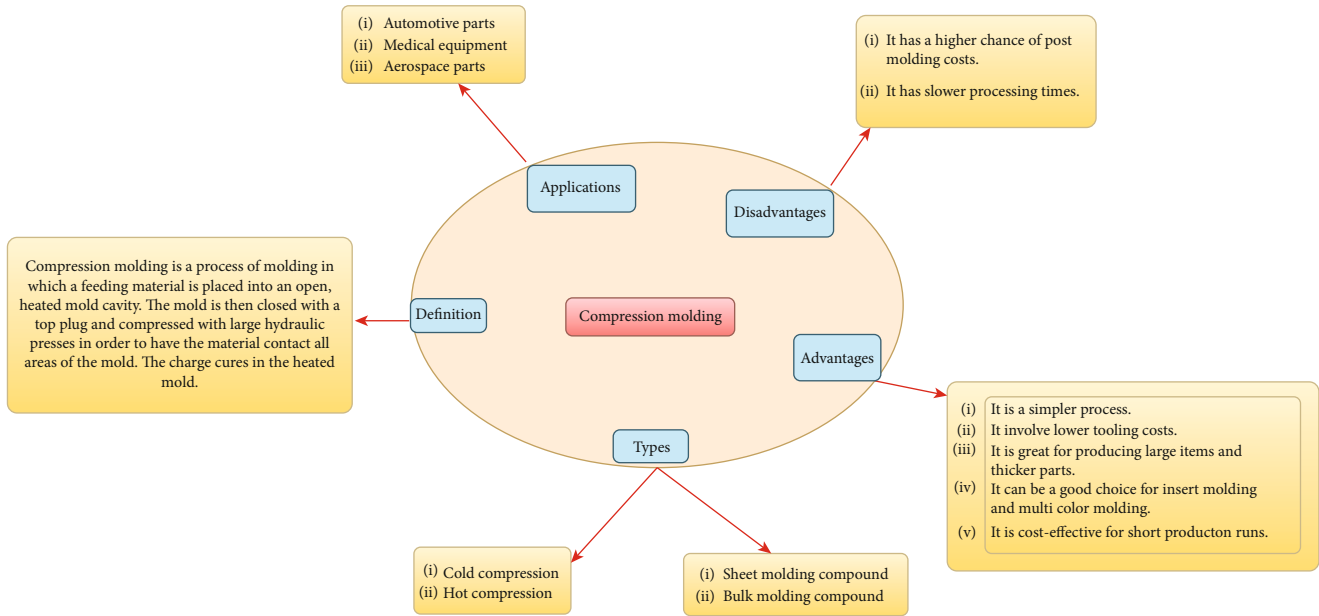 (i) Automotive parts
(ii) Medical equipment
(iii) Aerospace parts
(i) It has a higher chance of post
molding costs.
(ii) It has slower processing times.
Applications
Disadvantages
Compression molding is a process of molding in
which a feeding material is placed into an open,
heated mold cavity. The mold is then closed with a
top plug and compressed with large hydraulic
presses in order to have the material contact all
areas of the mold. The charge cures in the heated
mold.
Definition
Compression molding
Advantages
(i) It is a simpler process.
(ii) It involve lower tooling costs.
(iii) It is great for producing large items and
thicker parts.
(iv) It can be a good choice for insert molding
and multi color molding.
(v) It is cost-effective for short producton runs.
Types
(i) Cold compression
(ii) Hot compression
(i) Sheet molding compound
(ii) Bulk molding compound